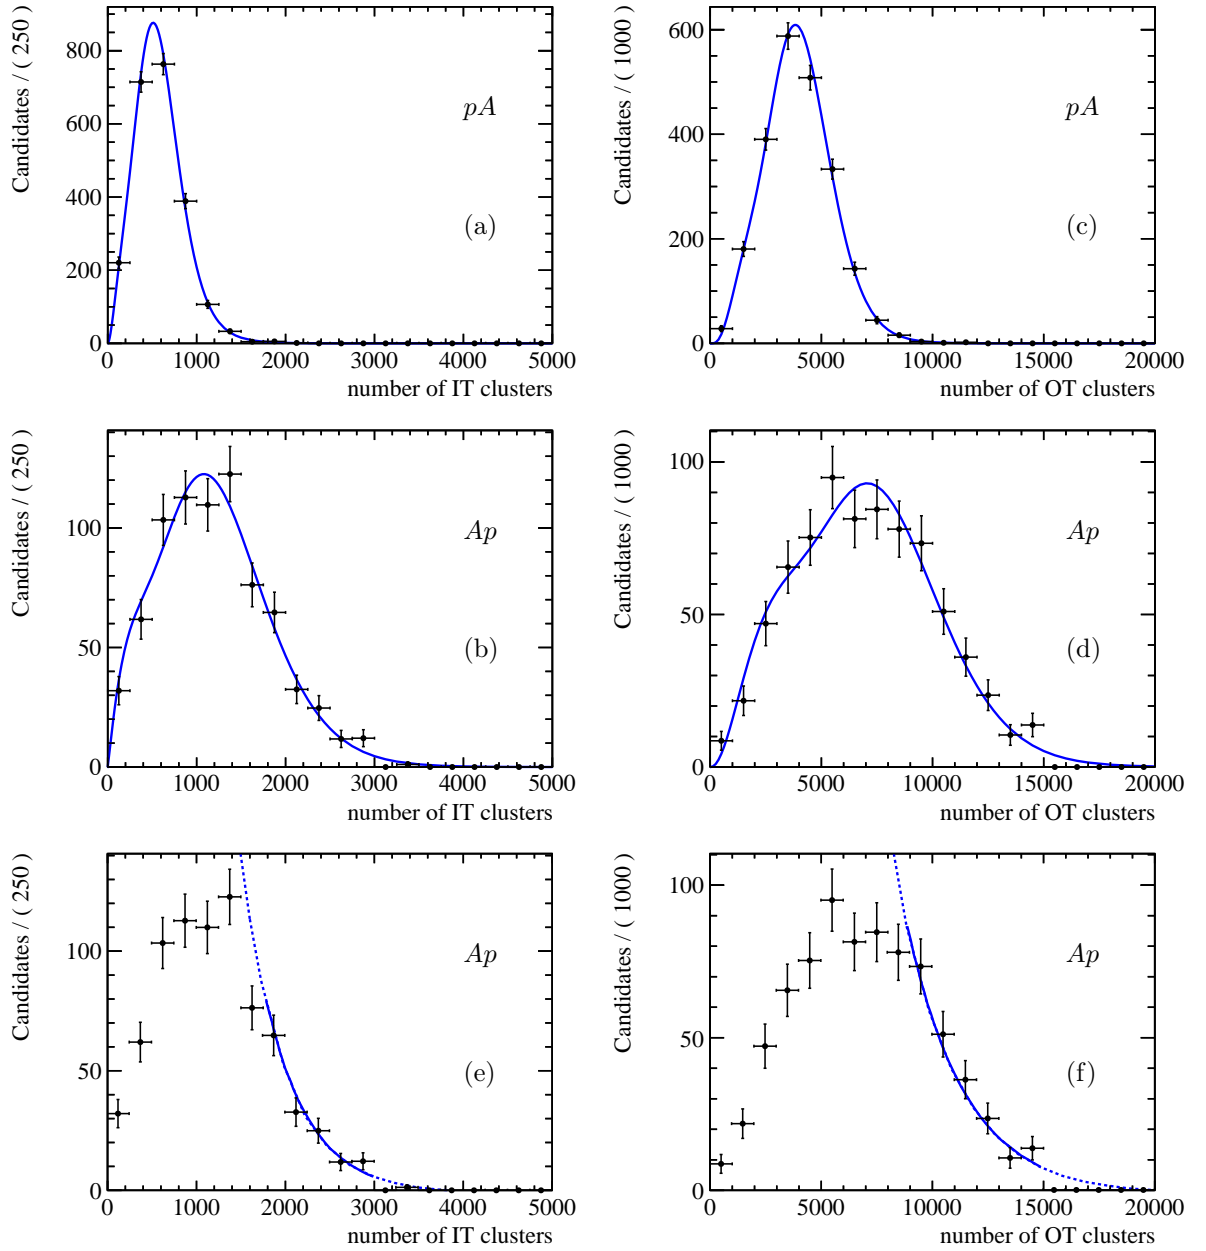 Candidates / ( 250 )
800
600
400
200
0
pA
(a)
0 1000 2000 3000 4000 5000
number of IT clusters
Candidates / ( 1000 )
600
400
200
0
pA
(c)
0 5000 10000 15000 20000
number of OT clusters
Candidates / ( 250 )
100
50
0
Ap
(b)
0 1000 2000 3000 4000 5000
number of IT clusters
Candidates / ( 1000 )
100
50
0
Ap
(d)
0 5000 10000 15000 20000
number of OT clusters
Candidates / ( 250 )
100
50
0
Ap
(e)
0 1000 2000 3000 4000 5000
number of IT clusters
Candidates / ( 1000 )
100
50
0
Ap
(f)
0 5000 10000 15000 20000
number of OT clusters